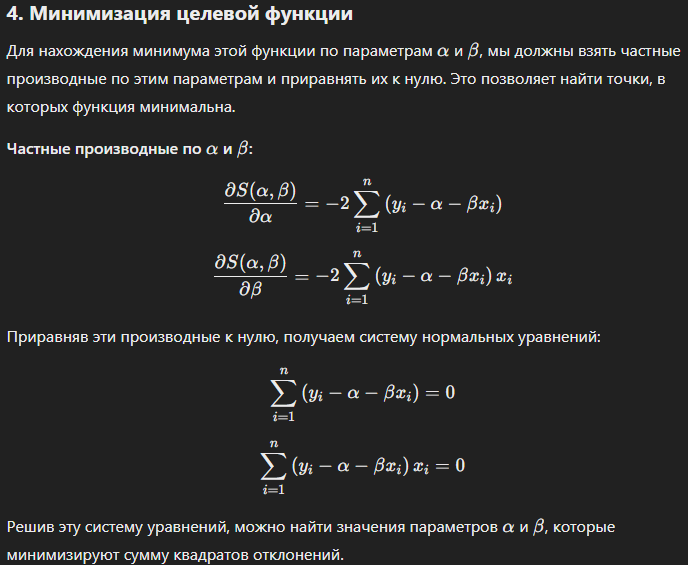 4. Минимизация целевой функции
Для нахождения минимума этой функции по параметрам α и β, мы должны взять частные
производные по этим параметрам и приравнять их к нулю. Это позволяет найти точки, в
которых функция минимальна.
Частные производные по α и β:
∂S(α, β)/∂α = −2 ∑_{i=1}^{n} (y_i − α − βx_i)
∂S(α, β)/∂β = −2 ∑_{i=1}^{n} (y_i − α − βx_i) x_i
Приравняв эти производные к нулю, получаем систему нормальных уравнений:
∑_{i=1}^{n} (y_i − α − βx_i) = 0
∑_{i=1}^{n} (y_i − α − βx_i) x_i = 0
Решив эту систему уравнений, можно найти значения параметров α и β, которые
минимизируют сумму квадратов отклонений.